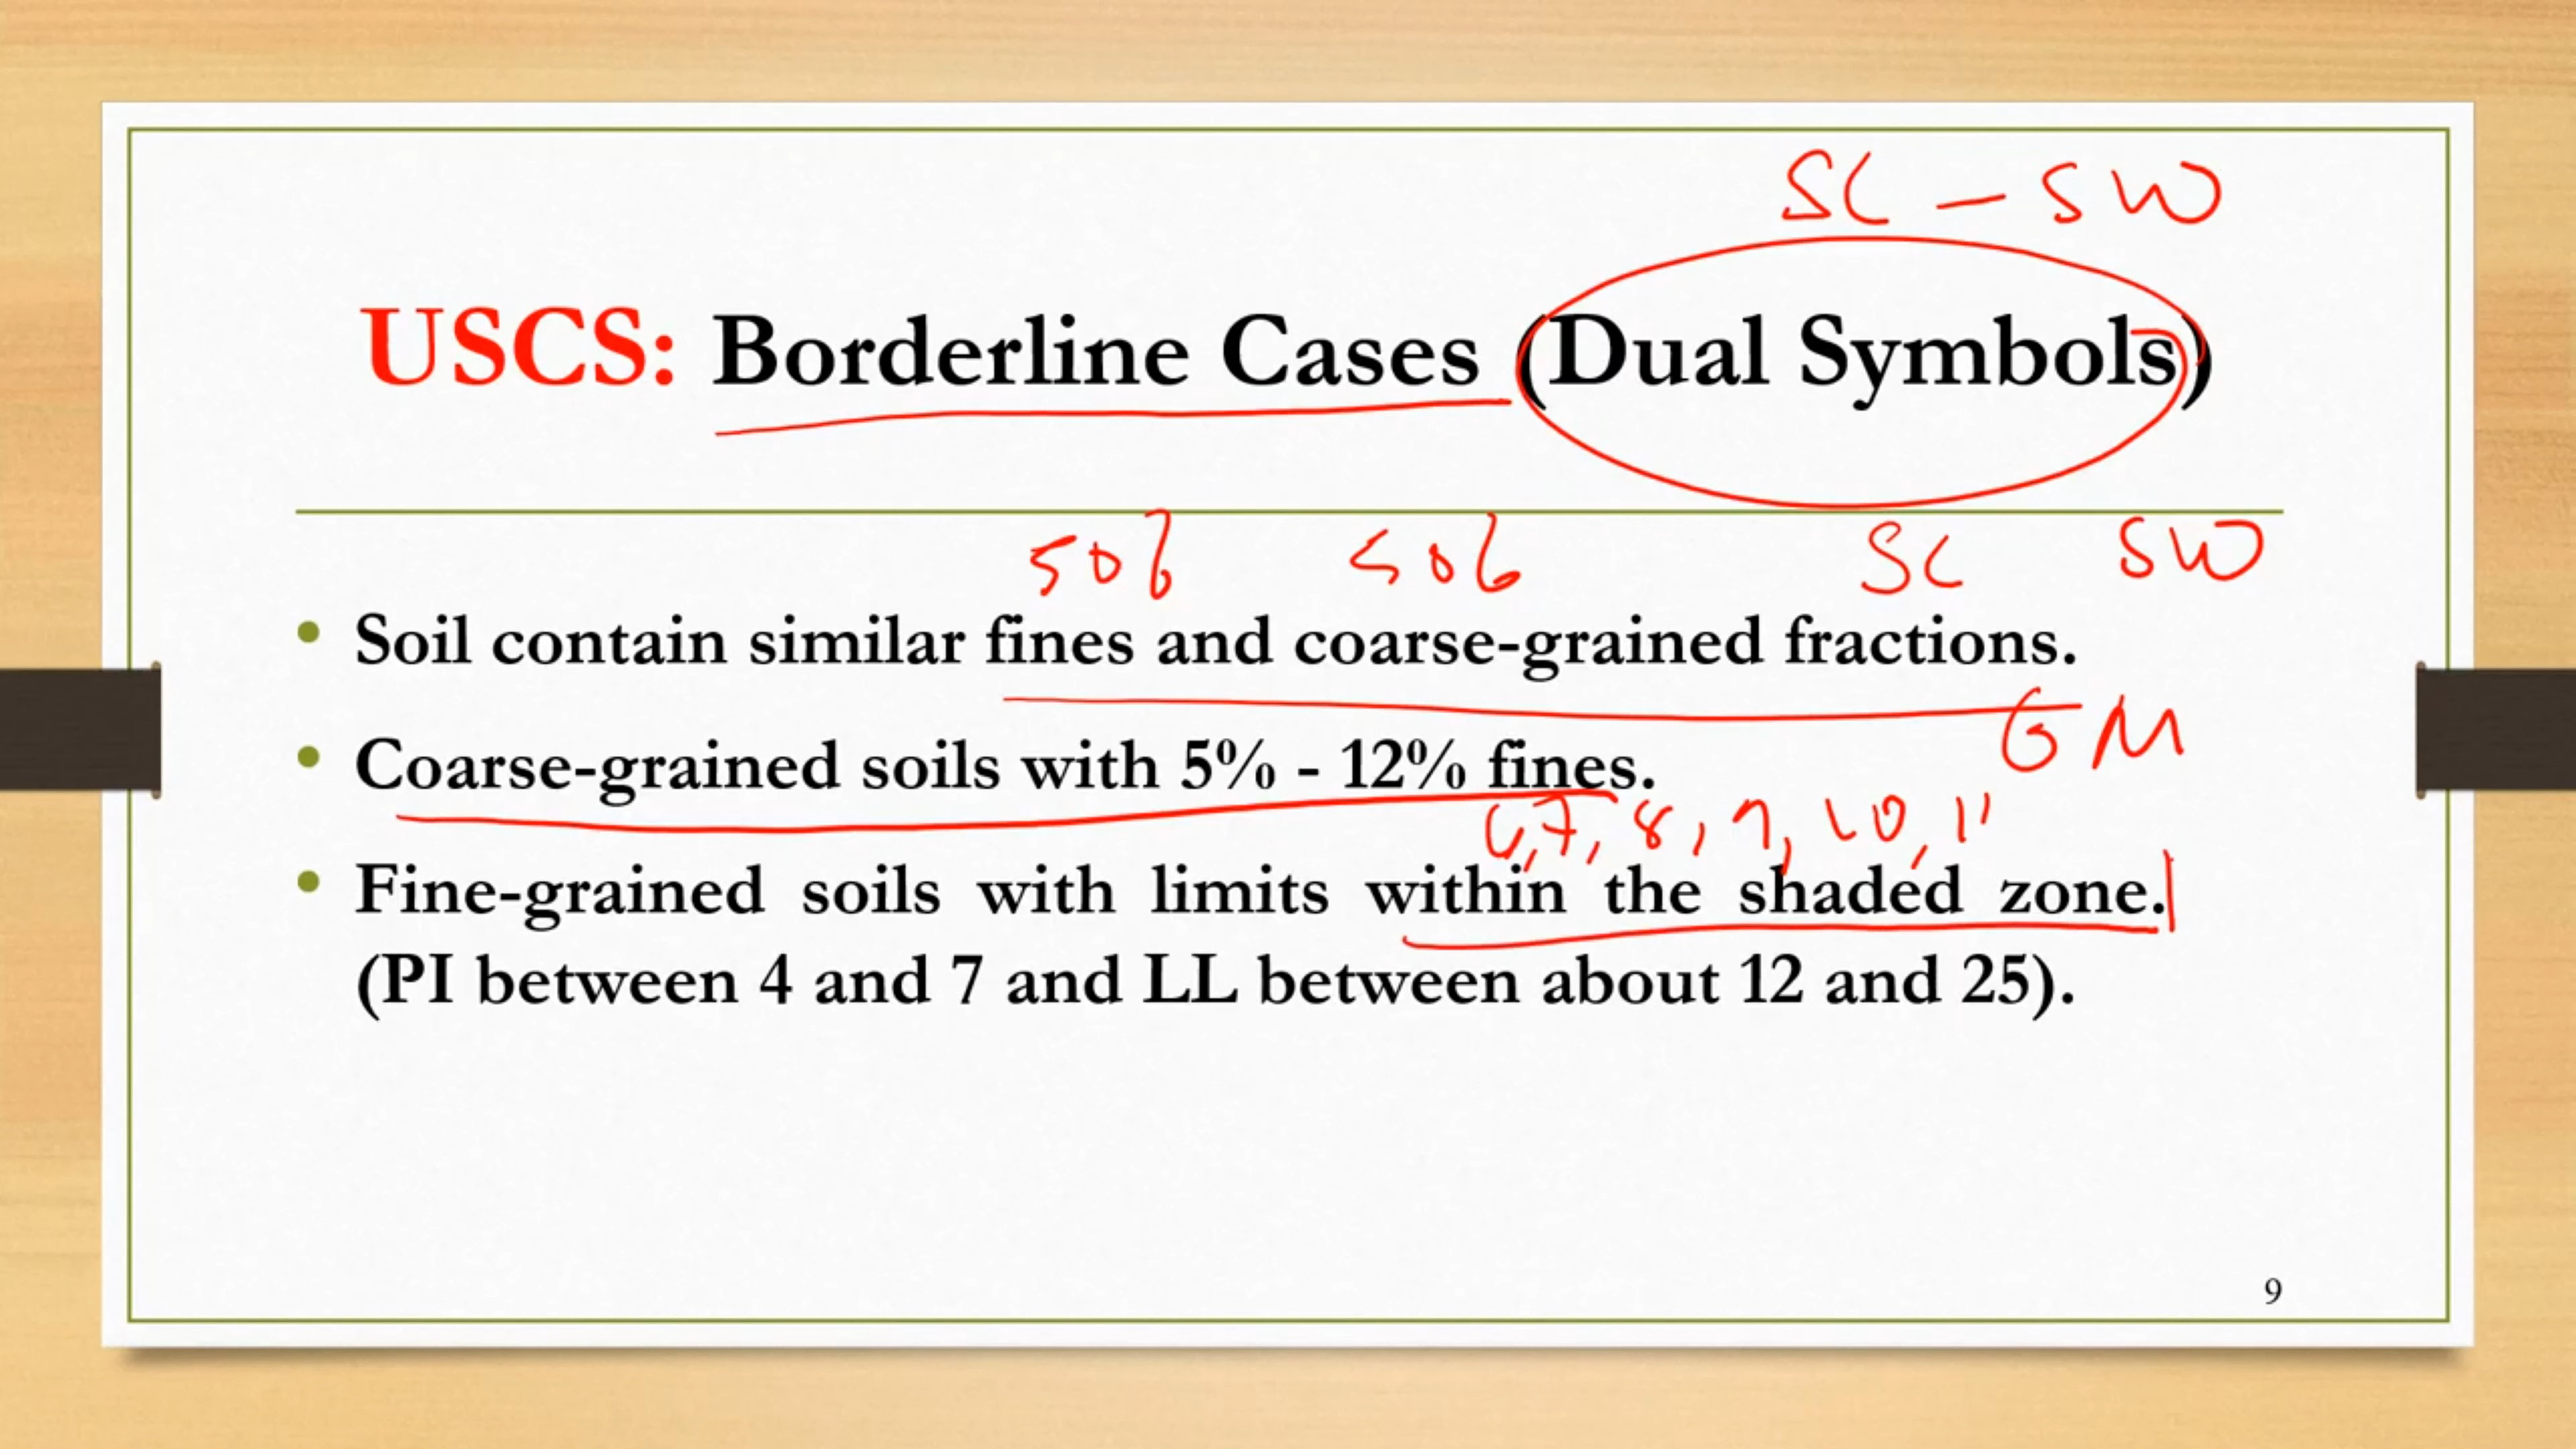 SC - SW
USCS: Borderline Cases (Dual Symbols)
50% 50% SC SW
• Soil contain similar fines and coarse-grained fractions.
GM
• Coarse-grained soils with 5% - 12% fines.
6, 7, 8, 9, 10, 11
• Fine-grained soils with limits within the shaded zone.
(PI between 4 and 7 and LL between about 12 and 25).
9